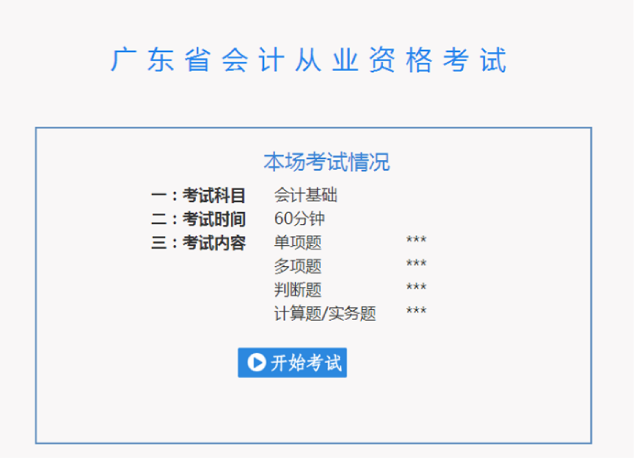 广东省会计从业资格考试
本场考试情况
一：考试科目 会计基础
二：考试时间 60分钟
三：考试内容 单项题 ***
多项题 ***
判断题 ***
计算题/实务题 ***
开始考试